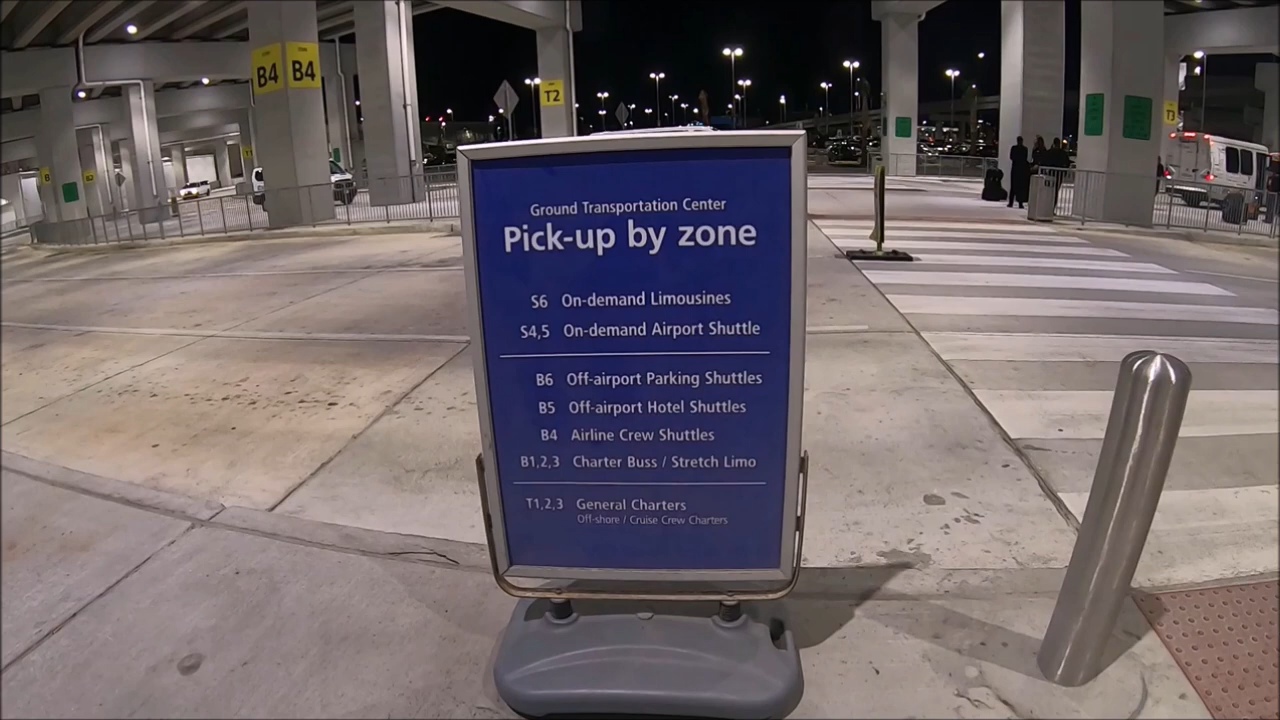 B4 B4
T2
T3
Ground Transportation Center
Pick-up by zone
S6 On-demand Limousines
S4,5 On-demand Airport Shuttle
B6 Off-airport Parking Shuttles
B5 Off-airport Hotel Shuttles
B4 Airline Crew Shuttles
B1,2,3 Charter Buss / Stretch Limo
T1,2,3 General Charters
Off-shore / Cruise Crew Charters